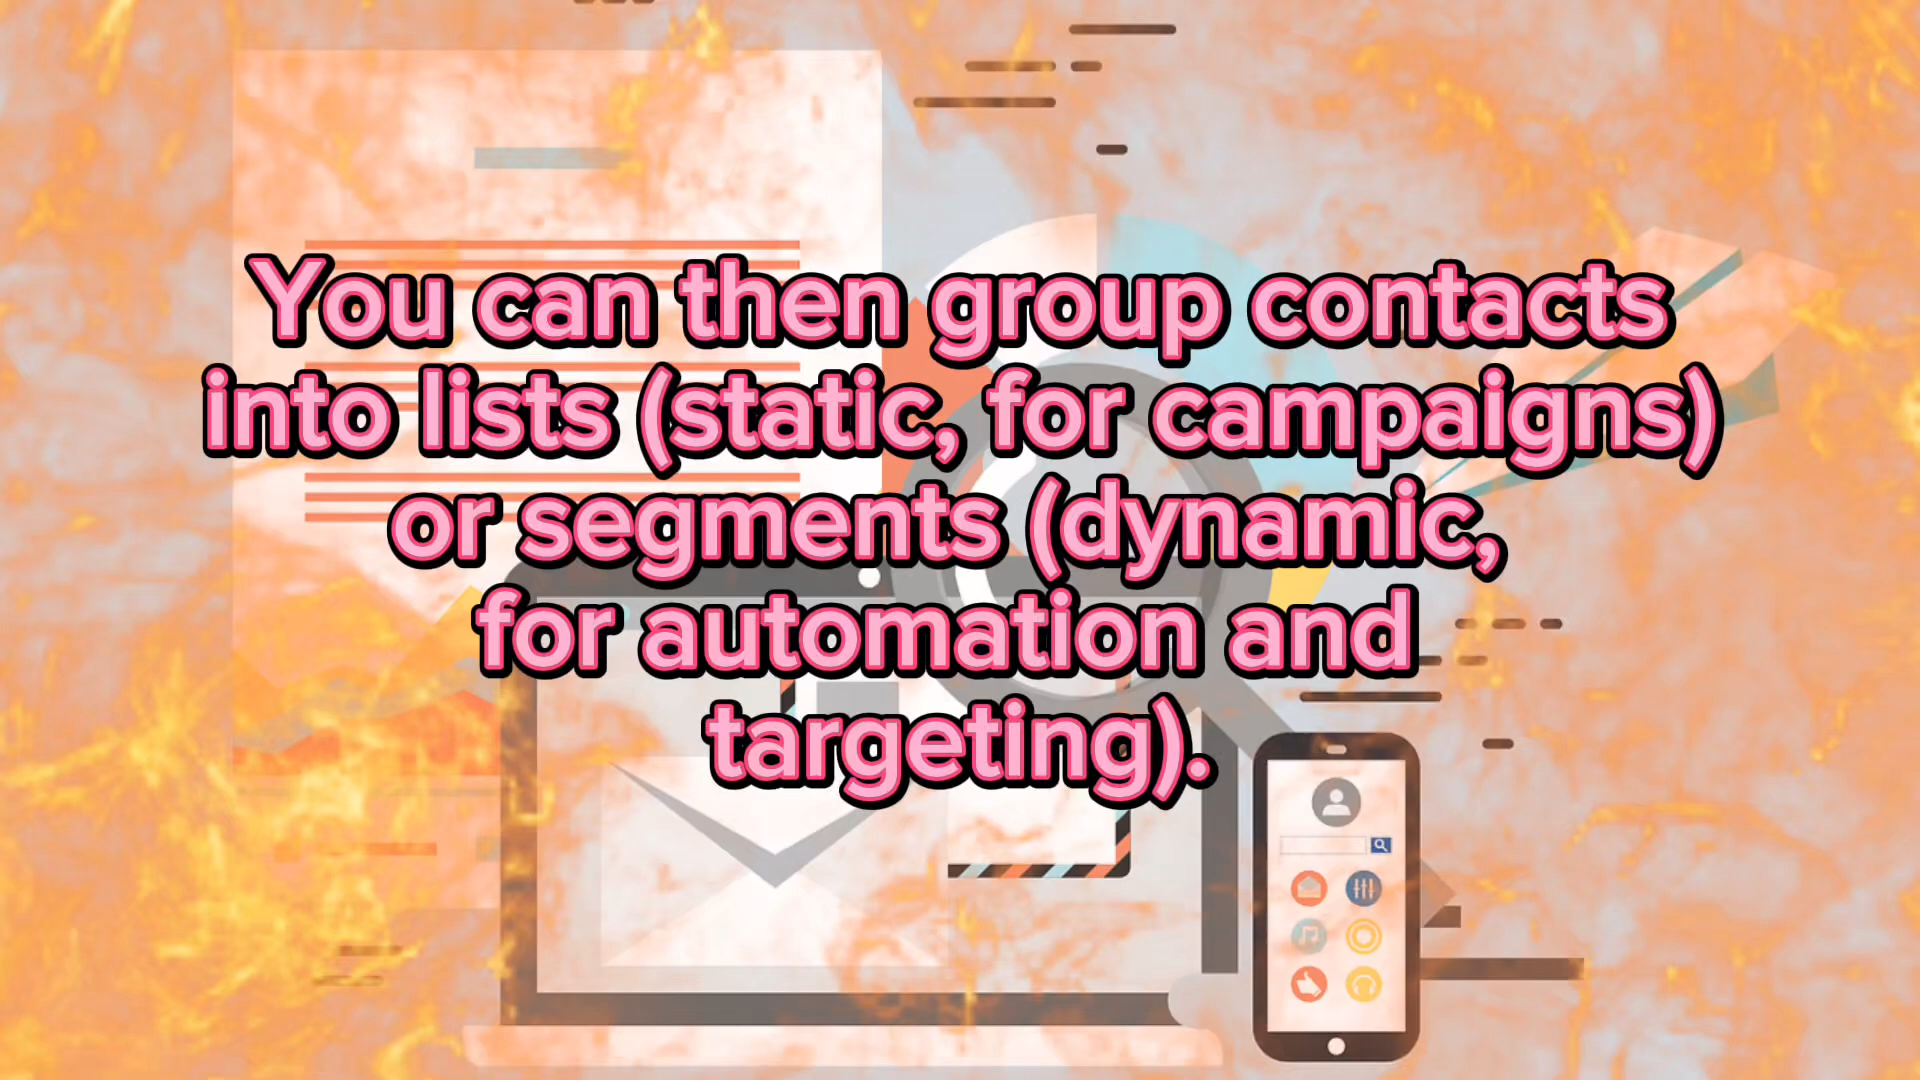 You can then group contacts
into lists (static, for campaigns)
or segments (dynamic,
for automation and
targeting).